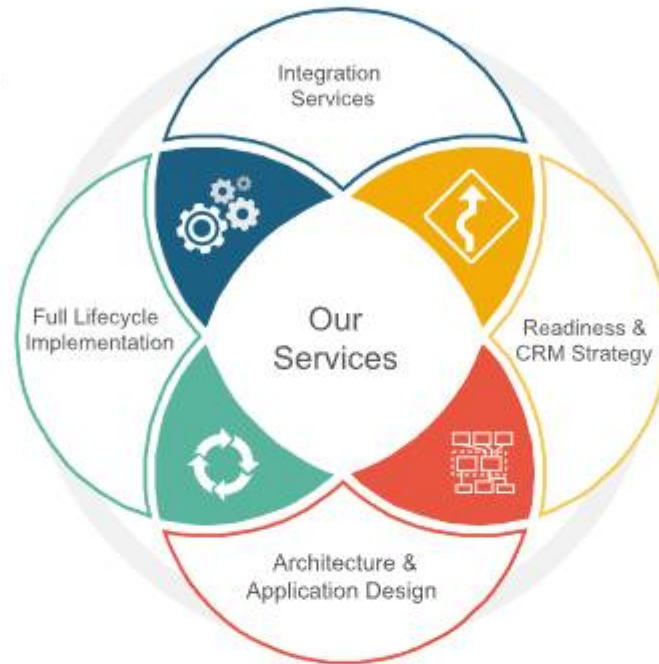 Integration
Services
Full Lifecycle
Implementation
Our
Services
Readiness &
CRM Strategy
Architecture &
Application Design